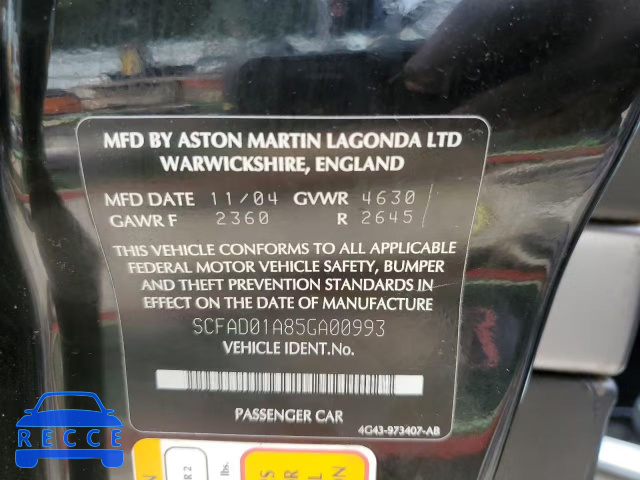 MFD BY ASTON MARTIN LAGONDA LTD
WARWICKSHIRE, ENGLAND
MFD DATE 11/04 GVWR 4630
GAWR F 2360 R 2645
THIS VEHICLE CONFORMS TO ALL APPLICABLE
FEDERAL MOTOR VEHICLE SAFETY, BUMPER
AND THEFT PREVENTION STANDARDS IN
EFFECT ON THE DATE OF MANUFACTURE.
SCFAD01A85GA00993
VEHICLE IDENT.No.
PASSENGER CAR
4G43-973407-AB
RECCE
lbs.